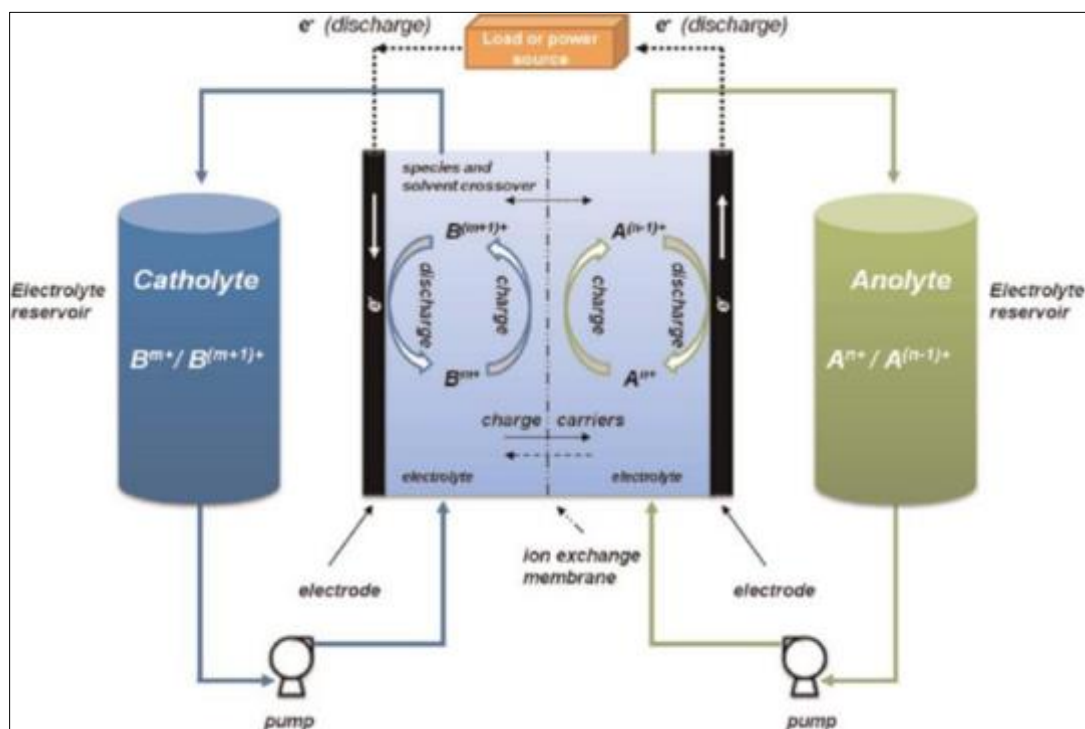 e- (discharge)
Load or power
source
e- (discharge)
species and
solvent crossover
B(m+1)+
A(n-1)+
discharge
charge
charge
discharge
e-
e-
Bm+
An+
charge carriers
electrolyte
electrolyte
Catholyte
Bm+ / B(m+1)+
Electrolyte
reservoir
Anolyte
An+ / A(n-1)+
Electrolyte
reservoir
electrode
ion exchange
membrane
electrode
pump
pump